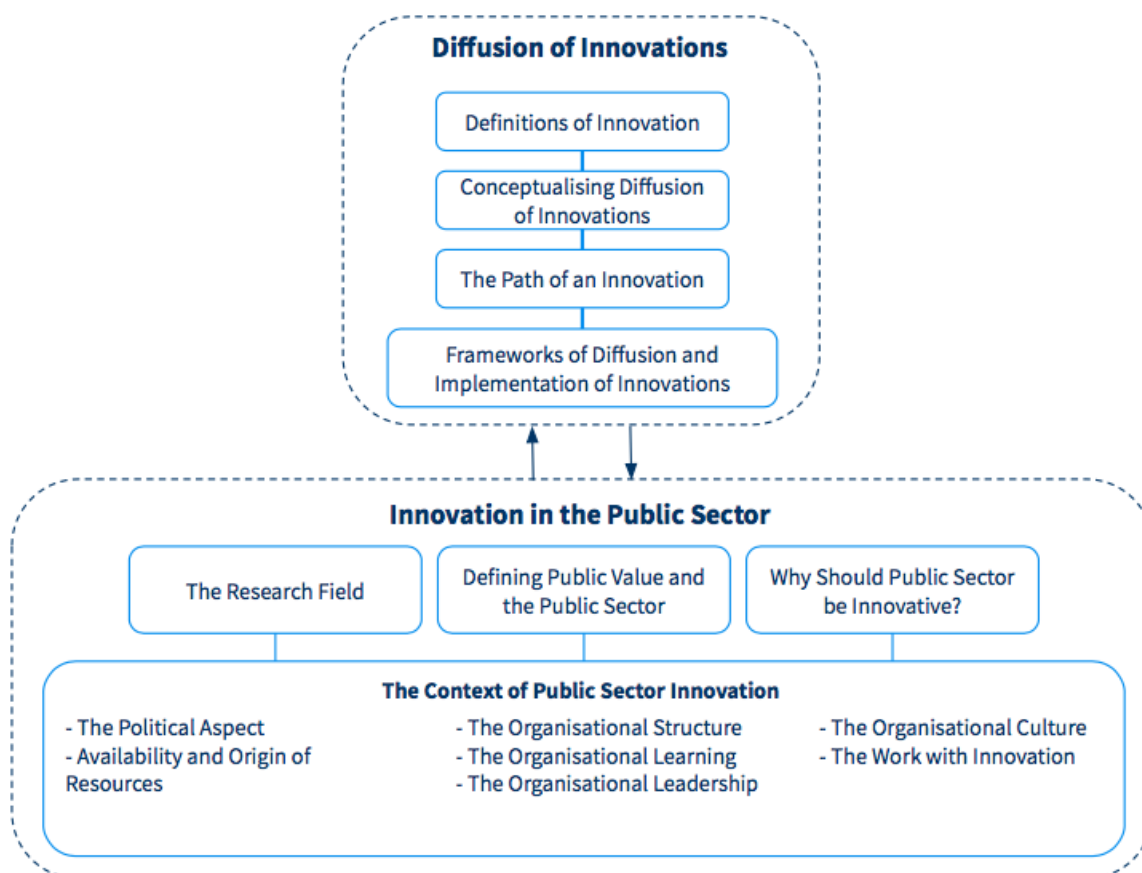 Diffusion of Innovations
Definitions of Innovation
Conceptualising Diffusion
of Innovations
The Path of an Innovation
Frameworks of Diffusion and
Implementation of Innovations
Innovation in the Public Sector
The Research Field
Defining Public Value and
the Public Sector
Why Should Public Sector
be Innovative?
The Context of Public Sector Innovation
- The Political Aspect
- Availability and Origin of
Resources
- The Organisational Structure
- The Organisational Learning
- The Organisational Leadership
- The Organisational Culture
- The Work with Innovation